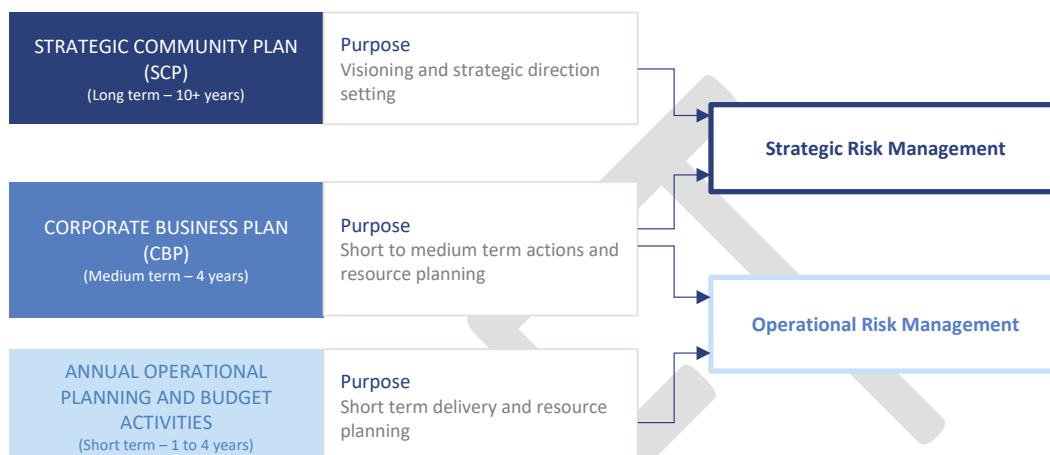 STRATEGIC COMMUNITY PLAN
(SCP)
(Long term – 10+ years)
Purpose
Visioning and strategic direction
setting
Strategic Risk Management
CORPORATE BUSINESS PLAN
(CBP)
(Medium term – 4 years)
Purpose
Short to medium term actions and
resource planning
Operational Risk Management
ANNUAL OPERATIONAL
PLANNING AND BUDGET
ACTIVITIES
(Short term – 1 to 4 years)
Purpose
Short term delivery and resource
planning